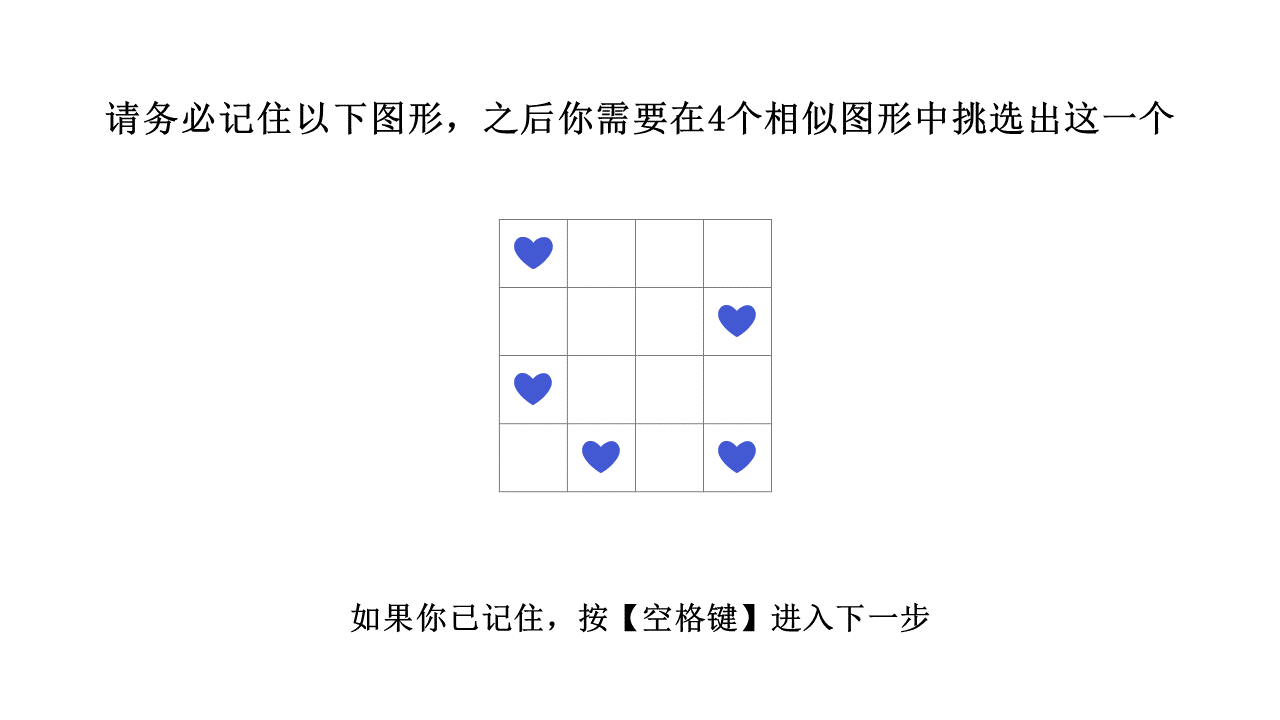 请务必记住以下图形，之后你需要在4个相似图形中挑选出这一个
如果你已记住，按【空格键】进入下一步